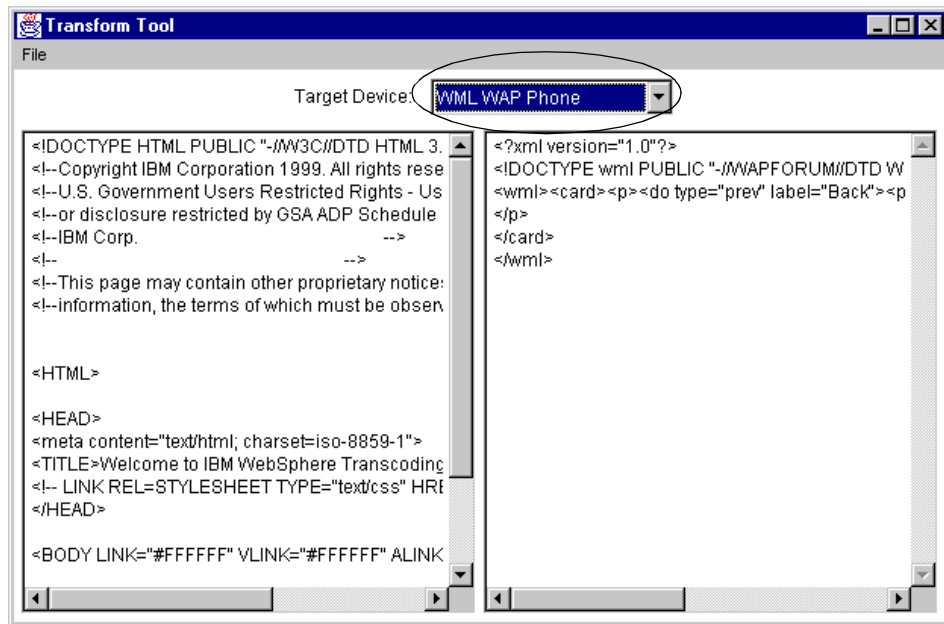 Transform Tool
File
Target Device:
WML WAP Phone
<!DOCTYPE HTML PUBLIC "-//W3C//DTD HTML 3.
<!--Copyright IBM Corporation 1999. All rights rese
<!--U.S. Government Users Restricted Rights - Us
<!--or disclosure restricted by GSA ADP Schedule
<!--IBM Corp. -->
<!-- -->
<!--This page may contain other proprietary notice
<!--information, the terms of which must be obser
<HTML>
<HEAD>
<meta content="text/html; charset=iso-8859-1">
<TITLE>Welcome to IBM WebSphere Transcoding
<!-- LINK REL=STYLESHEET TYPE="text/css" HRE
</HEAD>
<BODY LINK="#FFFFFF" VLINK="#FFFFFF" ALINK
<?xml version="1.0"?>
<!DOCTYPE wml PUBLIC "-//WAPFORUM//DTD W
<wml><card><p><do type="prev" label="Back"><p
</p>
</card>
</wml>